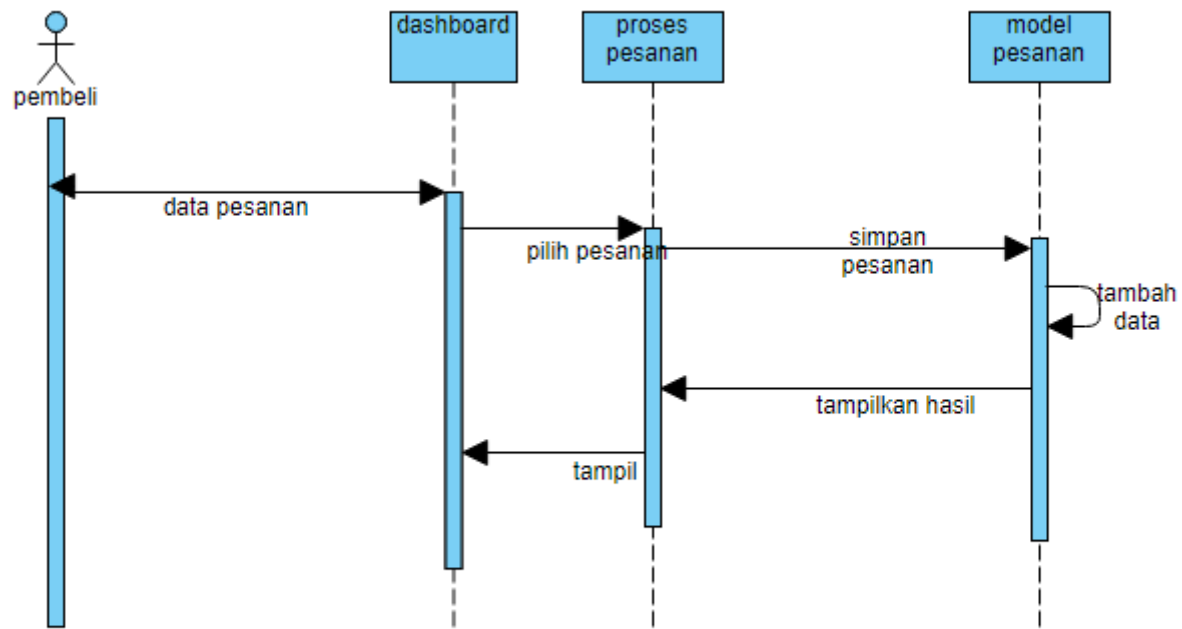 dashboard
proses
pesanan
model
pesanan
pembeli
data pesanan
pilih pesanan
simpan
pesanan
tambah
data
tampilkan hasil
tampil